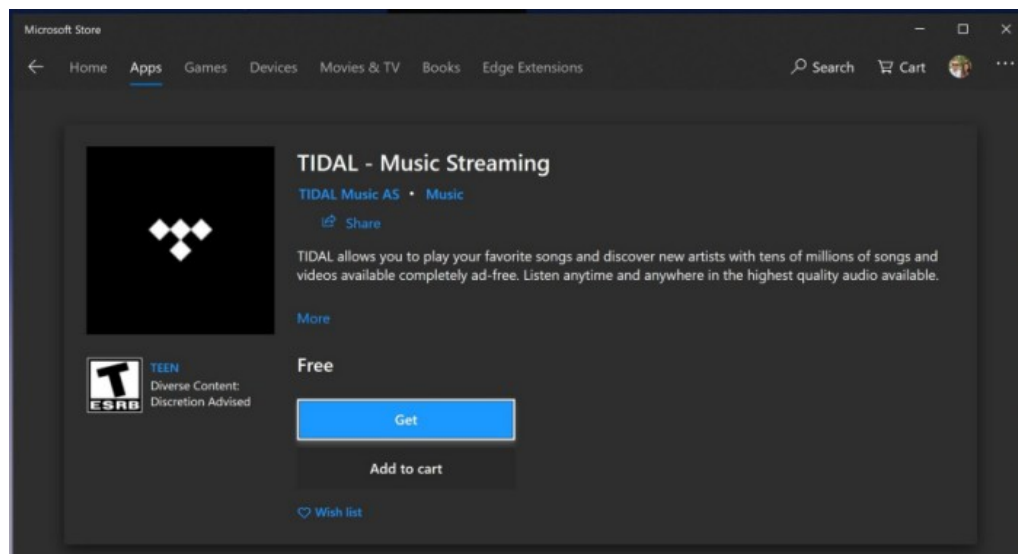 Microsoft Store
Home Apps Games Devices Movies & TV Books Edge Extensions Search Cart
TIDAL - Music Streaming
TIDAL Music AS • Music
Share
TIDAL allows you to play your favorite songs and discover new artists with tens of millions of songs and
videos available completely ad-free. Listen anytime and anywhere in the highest quality audio available.
More
Free
T
ESRB
TEEN
Diverse Content:
Discretion Advised
Get
Add to cart
Wish list